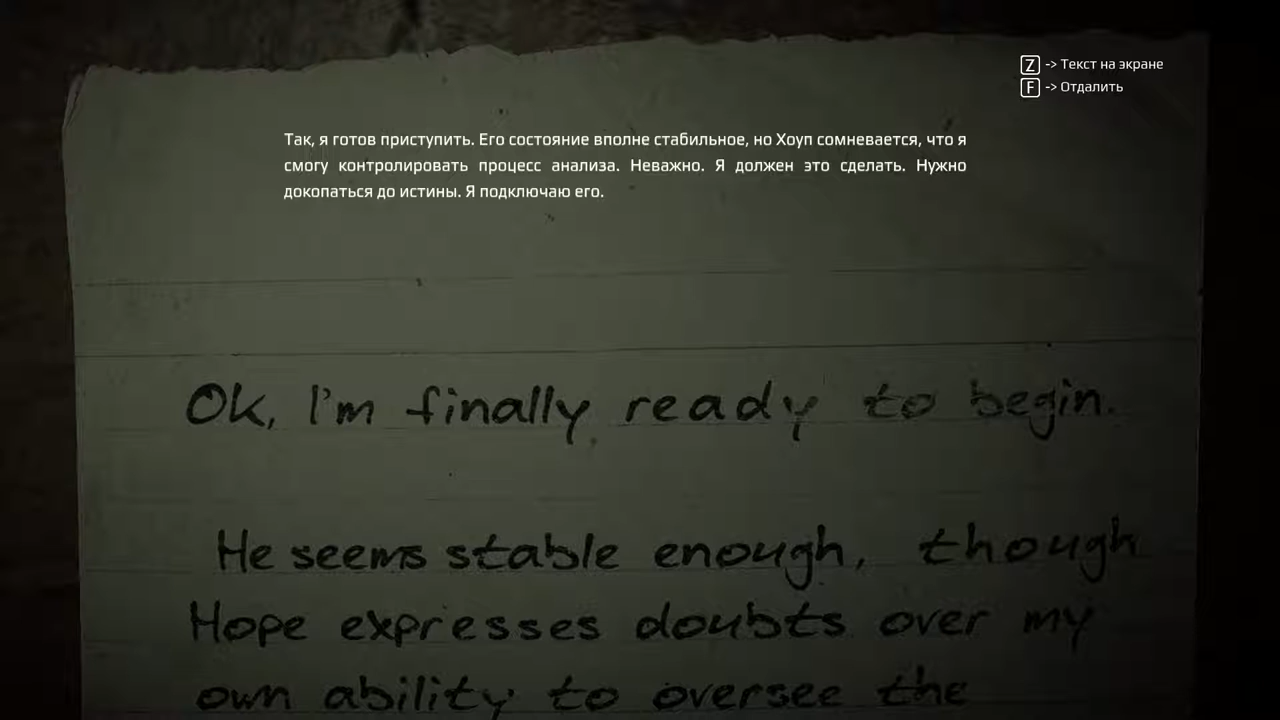 Z -> Текст на экране
F -> Отдалить
Так, я готов приступить. Его состояние вполне стабильное, но Хоуп сомневается, что я
смогу контролировать процесс анализа. Неважно. Я должен это сделать. Нужно
докопаться до истины. Я подключаю его.
Ok, I'm finally ready to begin.
He seems stable enough, though
Hope expresses doubts over my
own ability to oversee the